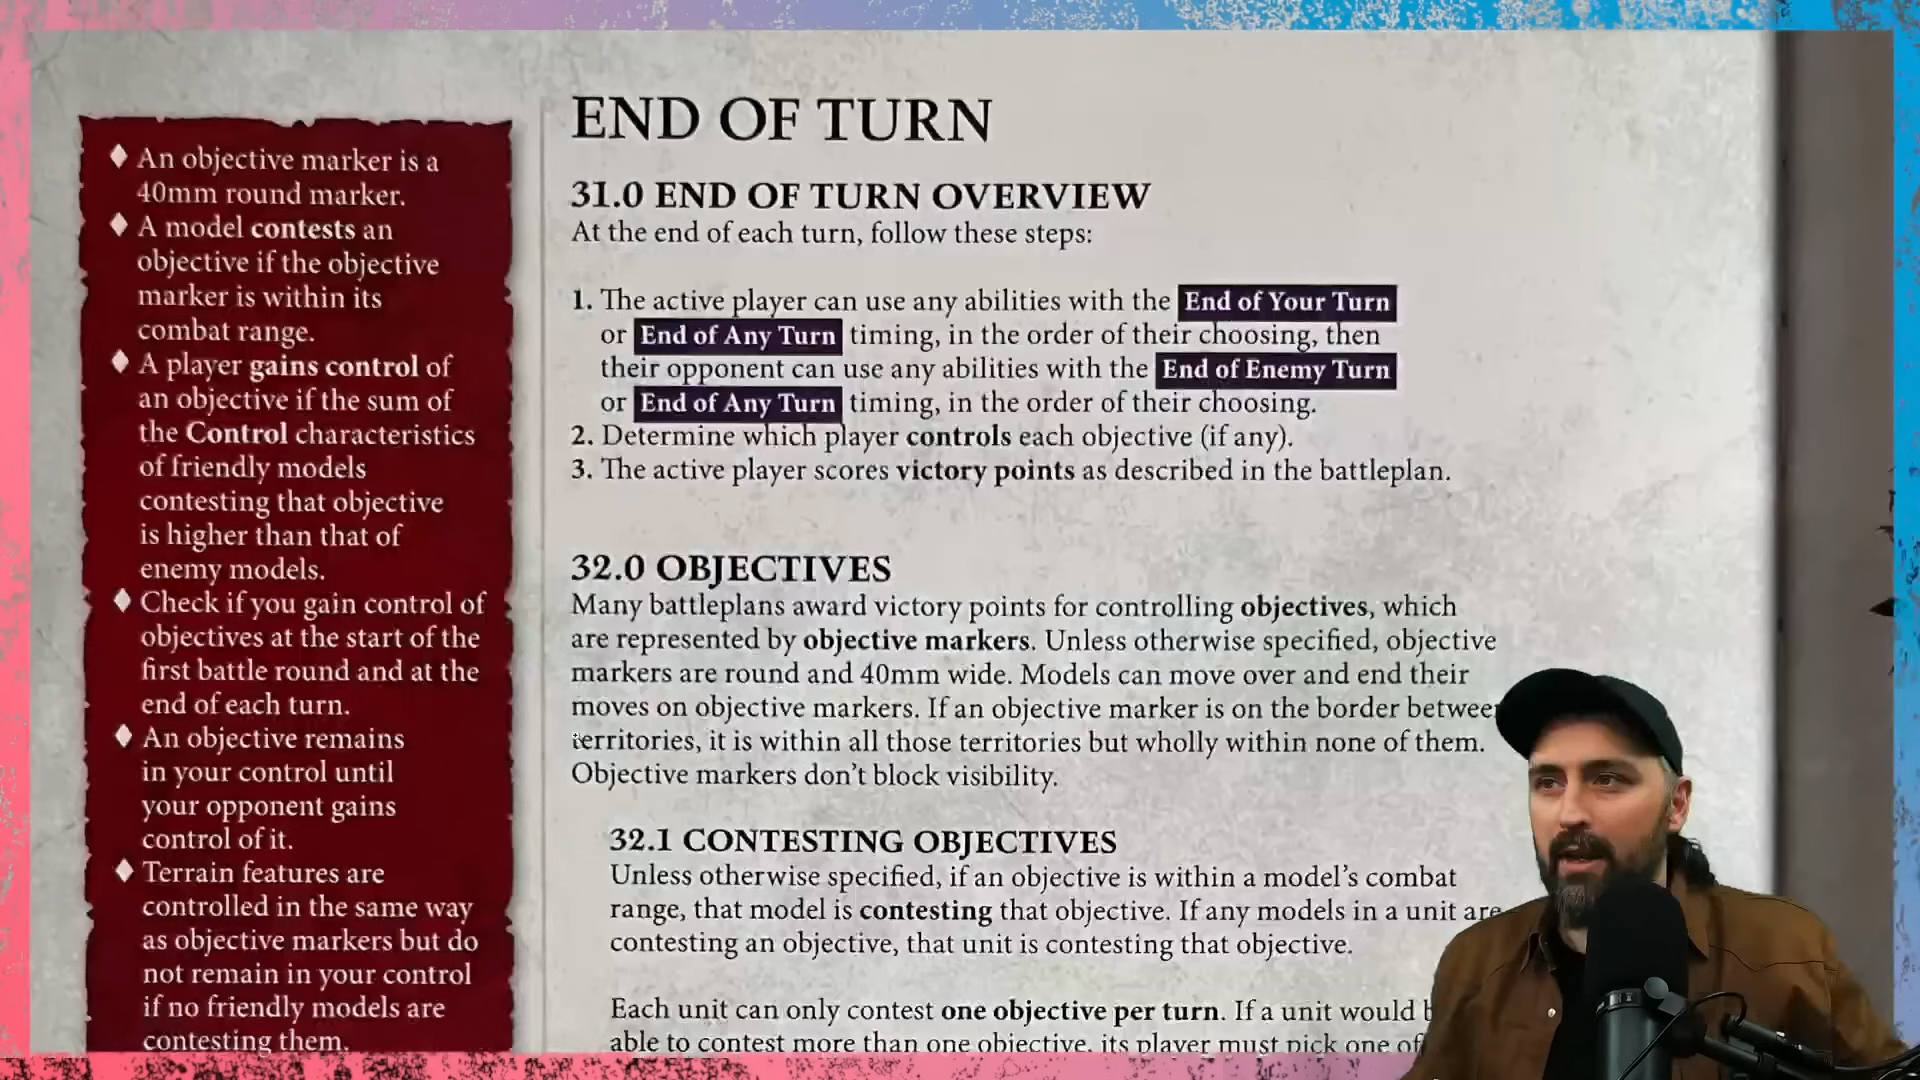 ♦ An objective marker is a
40mm round marker.
♦ A model contests an
objective if the objective
marker is within its
combat range.
♦ A player gains control of
an objective if the sum of
the Control characteristics
of friendly models
contesting that objective
is higher than that of
enemy models.
♦ Check if you gain control of
objectives at the start of the
first battle round and at the
end of each turn.
♦ An objective remains
in your control until
your opponent gains
control of it.
♦ Terrain features are
controlled in the same way
as objective markers but do
not remain in your control
if no friendly models are
contesting them.
END OF TURN
31.0 END OF TURN OVERVIEW
At the end of each turn, follow these steps:
1. The active player can use any abilities with the End of Your Turn
or End of Any Turn timing, in the order of their choosing, then
their opponent can use any abilities with the End of Enemy Turn
or End of Any Turn timing, in the order of their choosing.
2. Determine which player controls each objective (if any).
3. The active player scores victory points as described in the battleplan.
32.0 OBJECTIVES
Many battleplans award victory points for controlling objectives, which
are represented by objective markers. Unless otherwise specified, objective
markers are round and 40mm wide. Models can move over and end their
moves on objective markers. If an objective marker is on the border between
territories, it is within all those territories but wholly within none of them.
Objective markers don't block visibility.
32.1 CONTESTING OBJECTIVES
Unless otherwise specified, if an objective is within a model's combat
range, that model is contesting that objective. If any models in a unit are
contesting an objective, that unit is contesting that objective.
Each unit can only contest one objective per turn. If a unit would
able to contest more than one objective, its player must pick one of